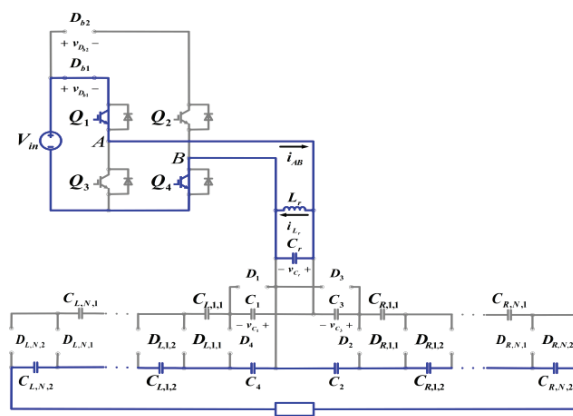 D_b2
+ v_Db2 −
D_b1
+ v_Db1 −
Q_1
Q_2
V_in
A
B
i_AB
Q_3
Q_4
L_r
i_Lr
C_r
− v_Cr +
D_1
D_3
C_L,N,1
C_L,1,1
C_1
C_3
C_R,1,1
C_R,N,1
− v_C1 +
− v_C3 +
D_L,N,2
D_L,N,1
D_L,1,2
D_L,1,1
D_4
D_2
D_R,1,1
D_R,1,2
D_R,N,1
D_R,N,2
C_L,N,2
C_L,1,2
C_4
C_2
C_R,1,2
C_R,N,2